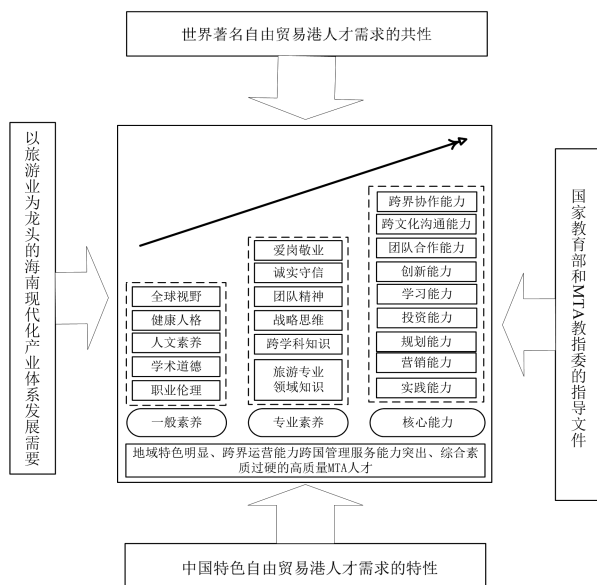 世界著名自由贸易港人才需求的共性
以旅游业为龙头的海南现代化产业体系发展需要
全球视野
健康人格
人文素养
学术道德
职业伦理
一般素养
爱岗敬业
诚实守信
团队精神
战略思维
跨学科知识
旅游专业
领域知识
专业素养
跨界协作能力
跨文化沟通能力
团队合作能力
创新能力
学习能力
投资能力
规划能力
营销能力
实践能力
核心能力
地域特色明显、跨界运营能力跨国管理服务能力突出、综合素
质过硬的高质量MTA人才
国家教育部和MTA教指委的指导文件
中国特色自由贸易港人才需求的特性